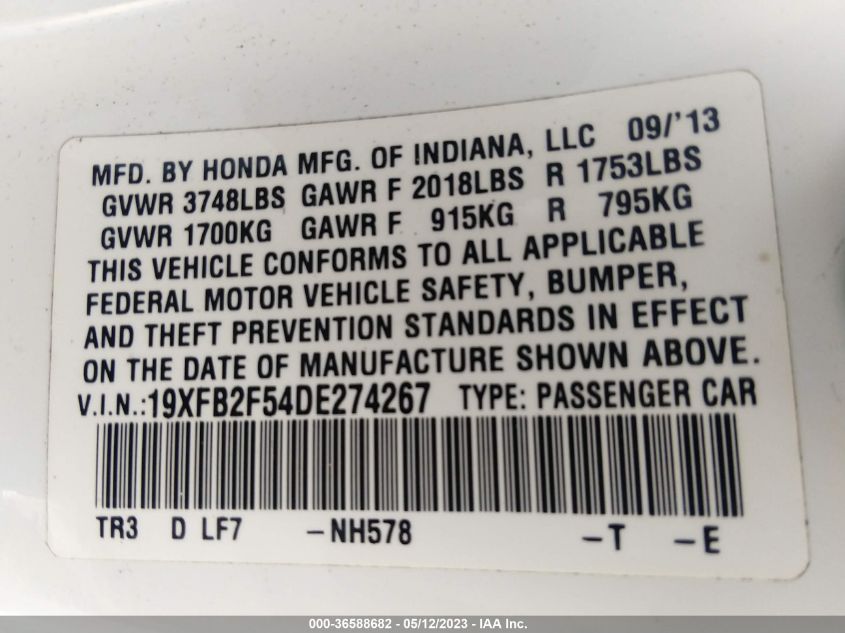 MFD. BY HONDA MFG. OF INDIANA, LLC 09/'13
GVWR 3748LBS GAWR F 2018LBS R 1753LBS
GVWR 1700KG GAWR F 915KG R 795KG
THIS VEHICLE CONFORMS TO ALL APPLICABLE
FEDERAL MOTOR VEHICLE SAFETY, BUMPER,
AND THEFT PREVENTION STANDARDS IN EFFECT
ON THE DATE OF MANUFACTURE SHOWN ABOVE.
V.I.N.:19XFB2F54DE274267 TYPE: PASSENGER CAR
TR3 D LF7 -NH578 -T -E
000-36588682 - 05/12/2023 - IAA Inc.